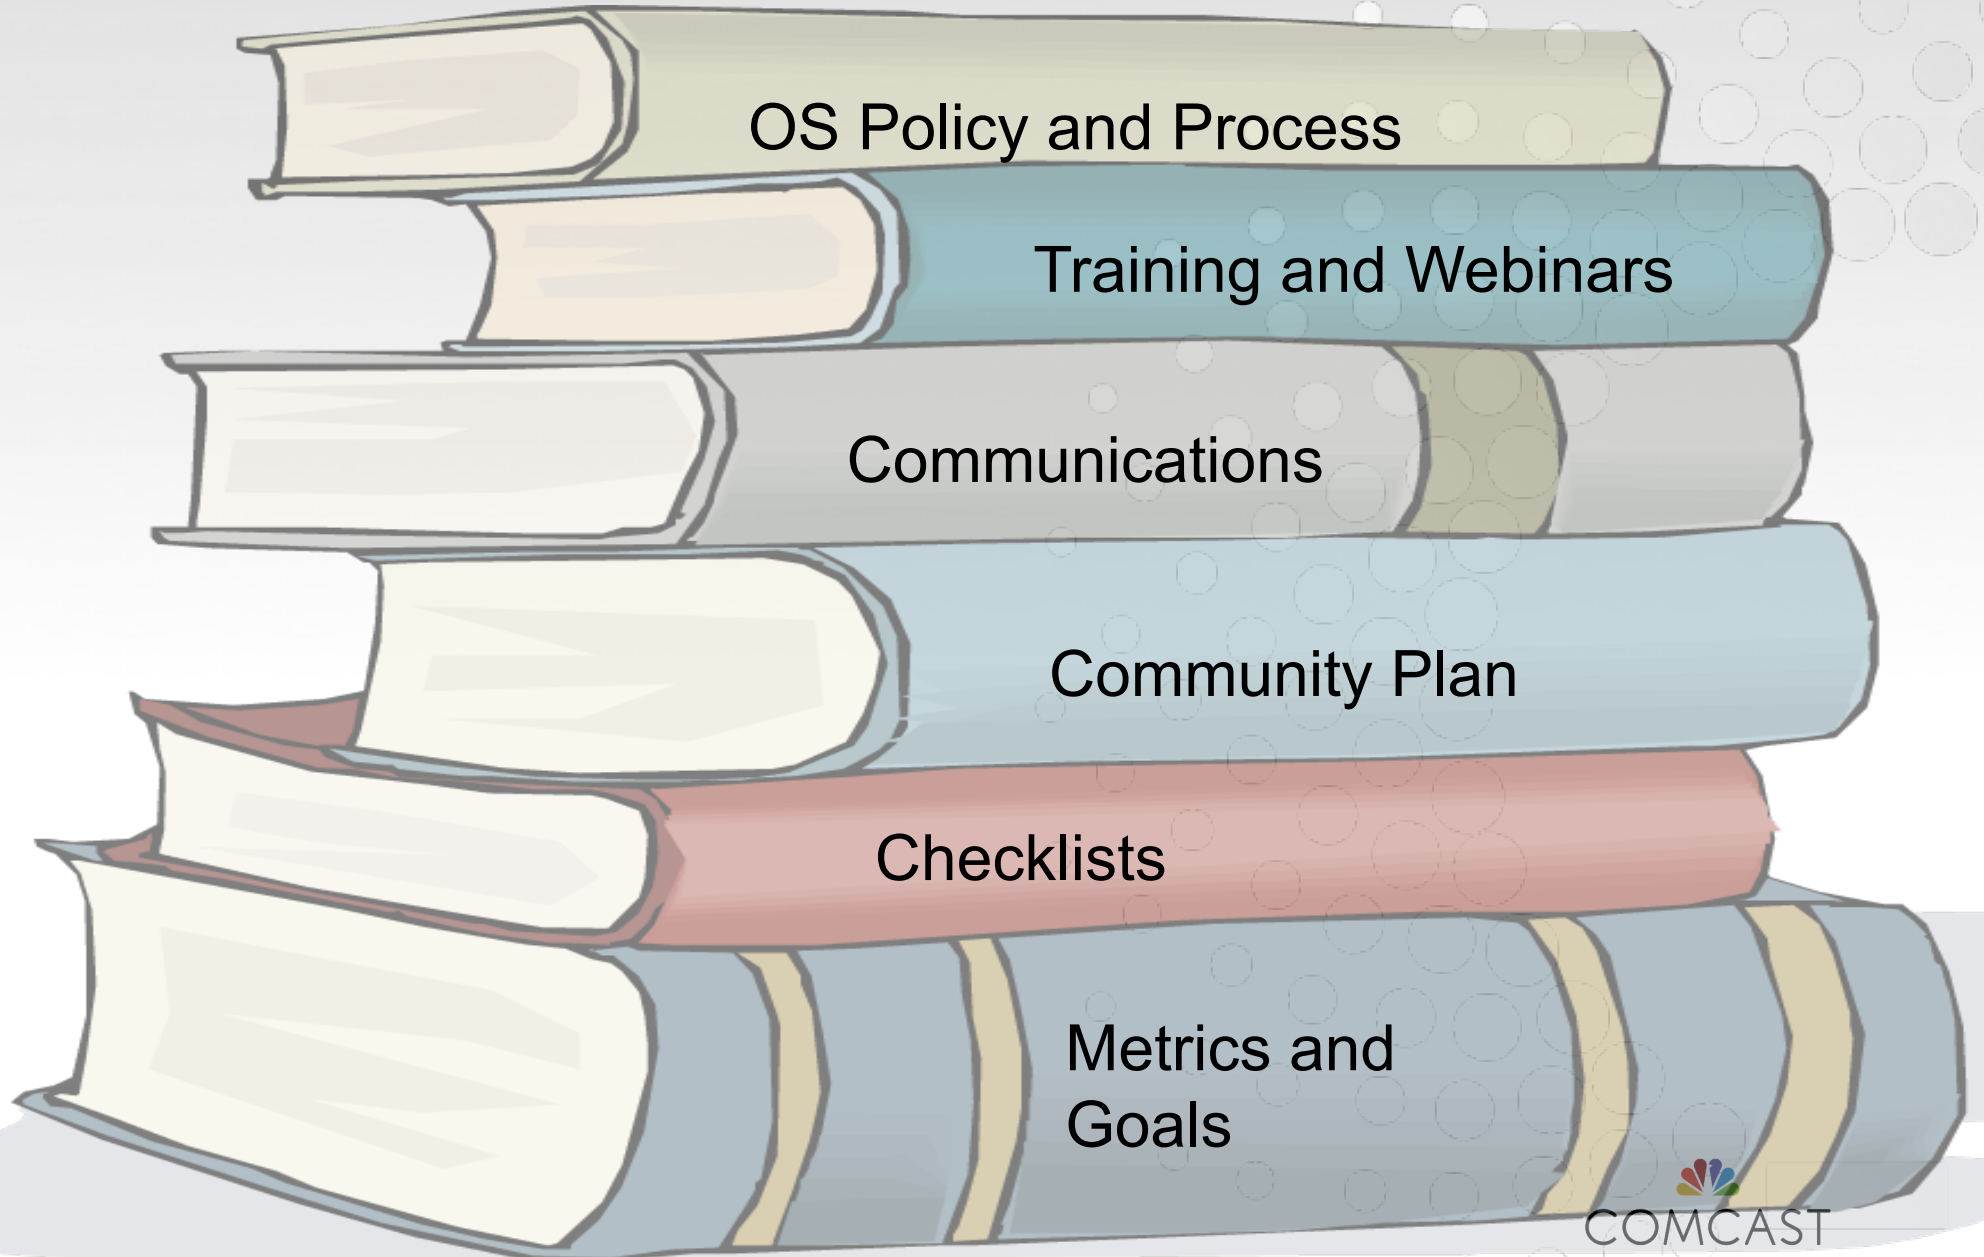 OS Policy and Process
Training and Webinars
Communications
Community Plan
Checklists
Metrics and
Goals
COMCAST